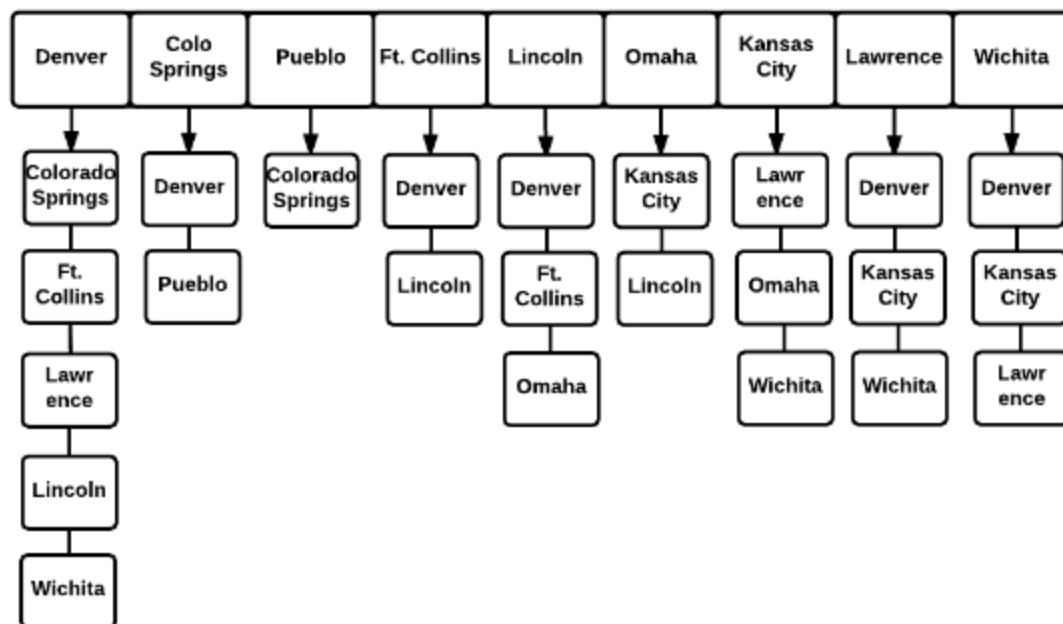 Denver
Colo
Springs
Pueblo
Ft. Collins
Lincoln
Omaha
Kansas
City
Lawrence
Wichita
Colorado
Springs
Denver
Colorado
Springs
Denver
Denver
Kansas
City
Lawr
ence
Denver
Denver
Ft.
Collins
Pueblo
Lincoln
Ft.
Collins
Lincoln
Omaha
Kansas
City
Kansas
City
Lawr
ence
Omaha
Wichita
Wichita
Lawr
ence
Lincoln
Wichita